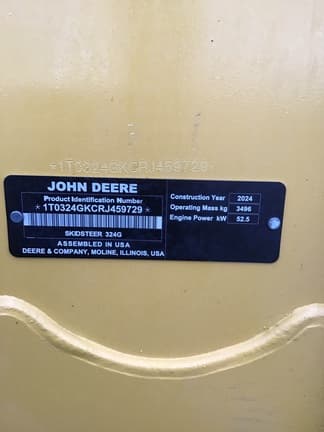 *1T0324GKCRJ459729*
JOHN DEERE
Product Identification Number
*1T0324GKCRJ459729*
SKIDSTEER 324G
ASSEMBLED IN USA
DEERE & COMPANY, MOLINE, ILLINOIS, USA
Construction Year 2024
Operating Mass kg 3496
Engine Power kW 52.5